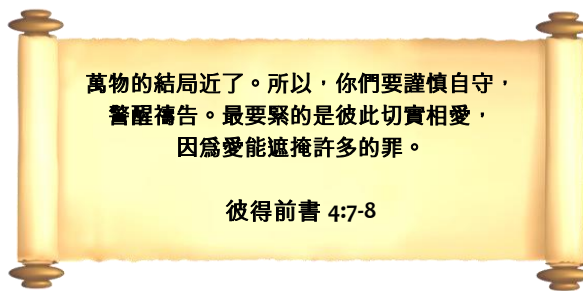 萬物的結局近了。所以，你們要謹慎自守，
警醒禱告。最要緊的是彼此切實相愛，
因爲愛能遮掩許多的罪。
彼得前書 4:7-8